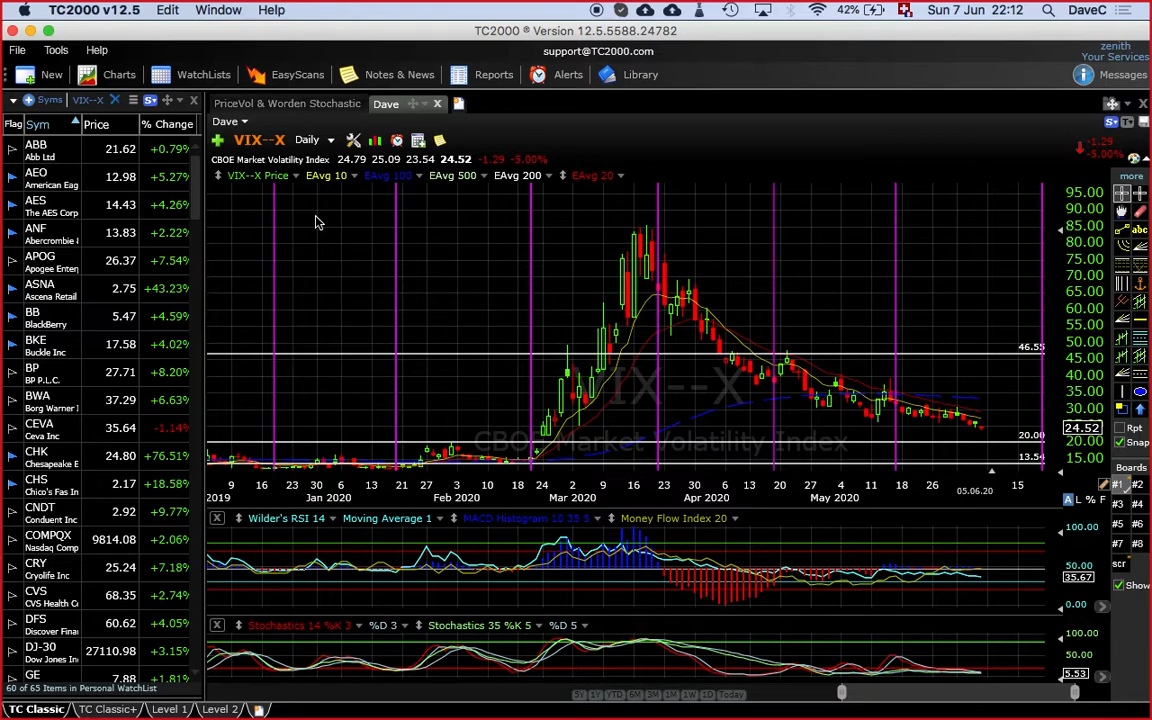 TC2000 v12.5 Edit Window Help 42% Sun 7 Jun 22:12 DaveC
TC2000 ® Version 12.5.5588.24782
File Tools Help support@TC2000.com zenith
Your Services
New Charts WatchLists EasyScans Notes & News Reports Alerts Library Messages
Syms VIX--X PriceVol & Worden Stochastic Dave
Flag Sym Price % Change
Dave
VIX--X Daily
CBOE Market Volatility Index 24.79 25.09 23.54 24.52 -1.29 -5.00%
-1.29
-5.00%
VIX--X Price EAvg 10 EAvg 100 EAvg 500 EAvg 200 EAvg 20
more
ABB 21.62 +0.79%
Abb Ltd
AEO 12.98 +5.27%
American Eag
AES 14.43 +4.26%
The AES Corp
ANF 13.83 +2.22%
Abercrombie &
APOG 26.37 +7.54%
Apogee Enter
ASNA 2.75 +43.23%
Ascena Retail
BB 5.47 +4.59%
BlackBerry
BKE 17.58 +4.02%
Buckle Inc
BP 27.71 +8.20%
BP P.L.C.
BWA 37.29 +6.63%
Borg Warner I
CEVA 35.64 -1.14%
Ceva Inc
CHK 24.80 +76.51%
Chesapeake E
CHS 2.17 +18.58%
Chico's Fas In
CNDT 2.92 +9.77%
Conduent Inc
COMPQX 9814.08 +2.06%
Nasdaq Comp
CRY 25.24 +7.18%
Cryolife Inc
CVS 68.35 +2.74%
CVS Health C
DFS 60.62 +4.05%
Discover Fina
DJ-30 27110.98 +3.15%
Dow Jones In
GE 7.88 +1.81%
60 of 65 Items in Personal WatchList
95.00
90.00
85.00
80.00
75.00
70.00
65.00
60.00
55.00
50.00
46.55
45.00
40.00
35.00
30.00
24.52
20.00 20.00
13.54 15.00
VIX--X
CBOE Market Volatility Index
abc
Rpt
Snap
Boards
#1 #2
#3 #4
#5 #6
#7 #8
scr
Show
9 16 23 30 6 13 21 27 3 10 18 24 2 9 16 23 30 6 13 20 27 4 11 18 26 05.06.20 15
2019 Jan 2020 Feb 2020 Mar 2020 Apr 2020 May 2020
A L % F
Wilder's RSI 14 Moving Average 1 MACD Histogram 10 35 5 Money Flow Index 20
100.00
50.00
35.67
0.00
Stochastics 14 %K 3 %D 3 Stochastics 35 %K 5 %D 5
100.00
50.00
5.53
5Y 1Y YTD 6M 3M 1M 1W 1D Today
TC Classic TC Classic+ Level 1 Level 2